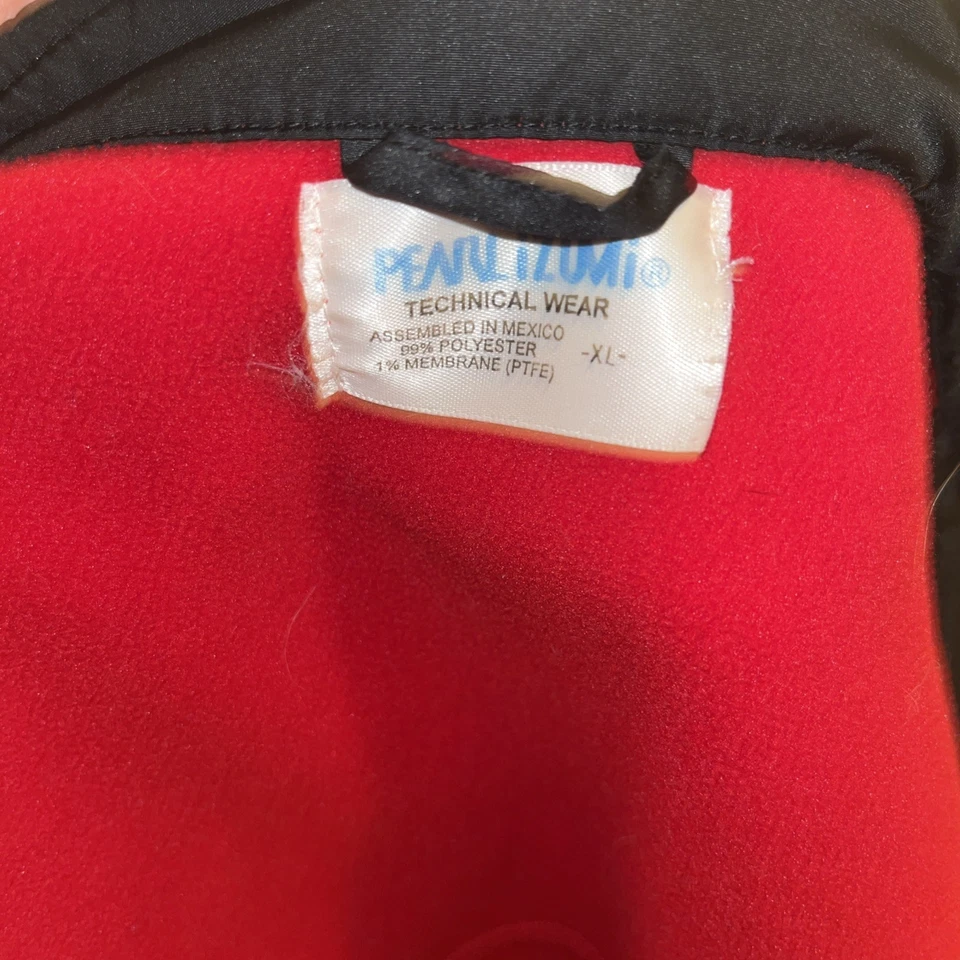 PEARL IZUMI®
TECHNICAL WEAR
ASSEMBLED IN MEXICO
99% POLYESTER
-XL-
1% MEMBRANE (PTFE)